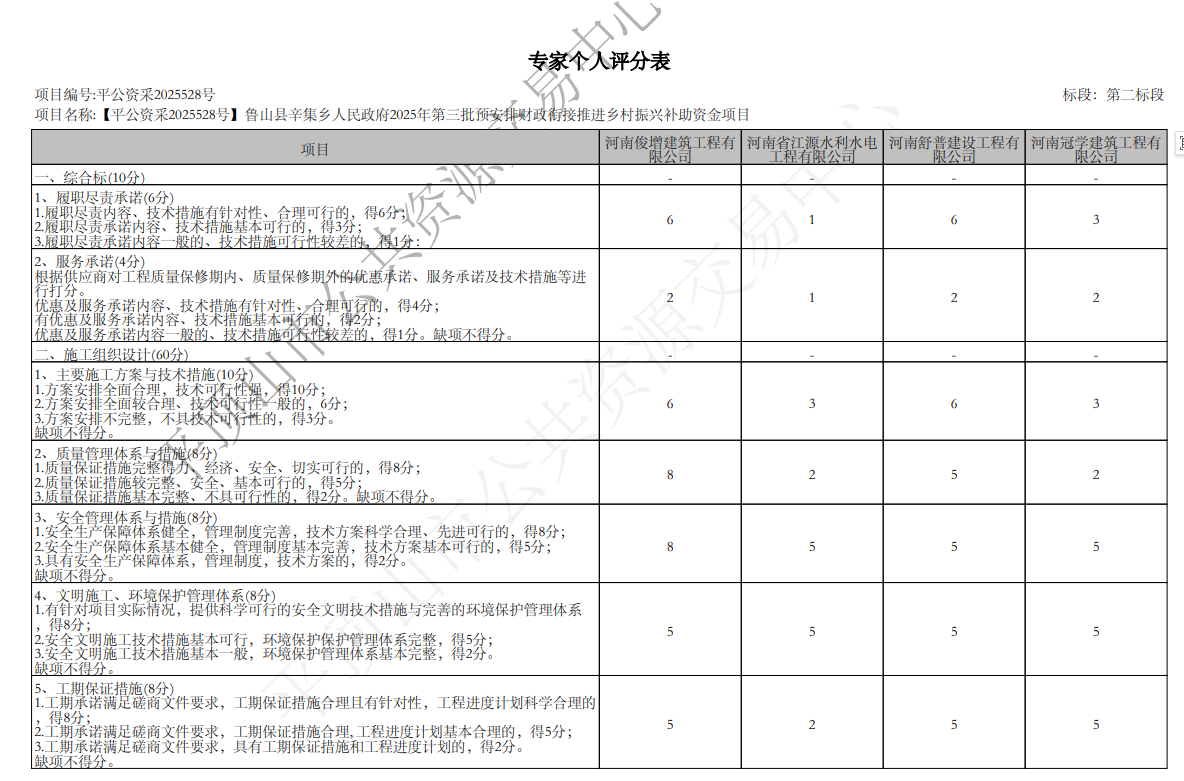 专家个人评分表
项目编号:平公资采2025528号
标段：第二标段
项目名称:【平公资采2025528号】鲁山县辛集乡人民政府2025年第三批预安排财政衔接推进乡村振兴补助资金项目
项目
河南俊增建筑工程有
限公司
河南省江源水利水电
工程有限公司
河南舒普建设工程有
限公司
河南冠学建筑工程有
限公司
一、综合标(10分)
-
-
-
-
1、履职尽责承诺(6分)
1.履职尽责内容、技术措施有针对性、合理可行的，得6分；
2.履职尽责承诺内容、技术措施基本可行的，得3分；
3.履职尽责承诺内容一般的、技术措施可行性较差的，得1分：
6
1
6
3
2、服务承诺(4分)
根据供应商对工程质量保修期内、质量保修期外的优惠承诺、服务承诺及技术措施等进
行打分。
优惠及服务承诺内容、技术措施有针对性、合理可行的，得4分；
有优惠及服务承诺内容、技术措施基本可行的，得2分；
优惠及服务承诺内容一般的、技术措施可行性较差的，得1分。缺项不得分。
2
1
2
2
二、施工组织设计(60分)
-
-
-
-
1、主要施工方案与技术措施(10分)
1.方案安排全面合理，技术可行性强，得10分；
2.方案安排全面较合理、技术可行性一般的，6分；
3.方案安排不完整，不具技术可行性的，得3分。
缺项不得分。
6
3
6
3
2、质量管理体系与措施(8分)
1.质量保证措施完整得力、经济、安全、切实可行的，得8分；
2.质量保证措施较完整、安全、基本可行的，得5分；
3.质量保证措施基本完整、不具可行性的，得2分。缺项不得分。
8
2
5
2
3、安全管理体系与措施(8分)
1.安全生产保障体系健全，管理制度完善，技术方案科学合理、先进可行的，得8分；
2.安全生产保障体系基本健全，管理制度基本完善，技术方案基本可行的，得5分；
3.具有安全生产保障体系，管理制度，技术方案的，得2分。
缺项不得分。
8
5
5
5
4、文明施工、环境保护管理体系(8分)
1.有针对项目实际情况，提供科学可行的安全文明技术措施与完善的环境保护管理体系
，得8分；
2.安全文明施工技术措施基本可行，环境保护保护管理体系完整，得5分；
3.安全文明施工技术措施基本一般，环境保护管理体系基本完整，得2分。
缺项不得分。
5
5
5
5
5、工期保证措施(8分)
1.工期承诺满足磋商文件要求，工期保证措施合理且有针对性，工程进度计划科学合理的
，得8分；
2.工期承诺满足磋商文件要求，工期保证措施合理,工程进度计划基本合理的，得5分；
3.工期承诺满足磋商文件要求，具有工期保证措施和工程进度计划的，得2分。
缺项不得分。
5
2
5
5
平顶山市公共资源交易中心
平顶山市公共资源交易中心